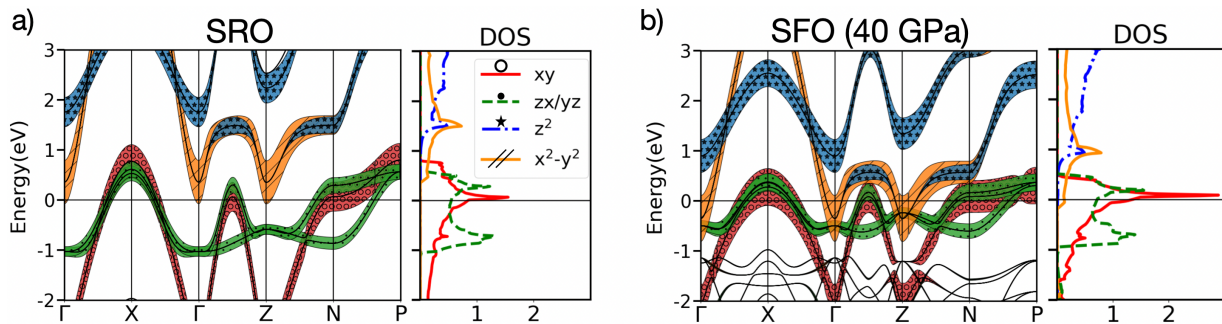 a)
SRO
DOS
3
2
1
0
-1
-2
Energy(eV)
Γ X Γ Z N P
xy
zx/yz
z²
x²-y²
1 2
b)
SFO (40 GPa)
DOS
3
2
1
0
-1
-2
Energy(eV)
Γ X Γ Z N P
1 2